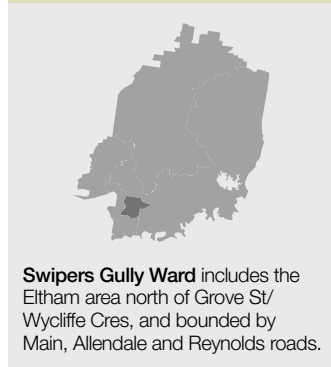 Swipers Gully Ward includes the
Eltham area north of Grove St/
Wycliffe Cres, and bounded by
Main, Allendale and Reynolds roads.